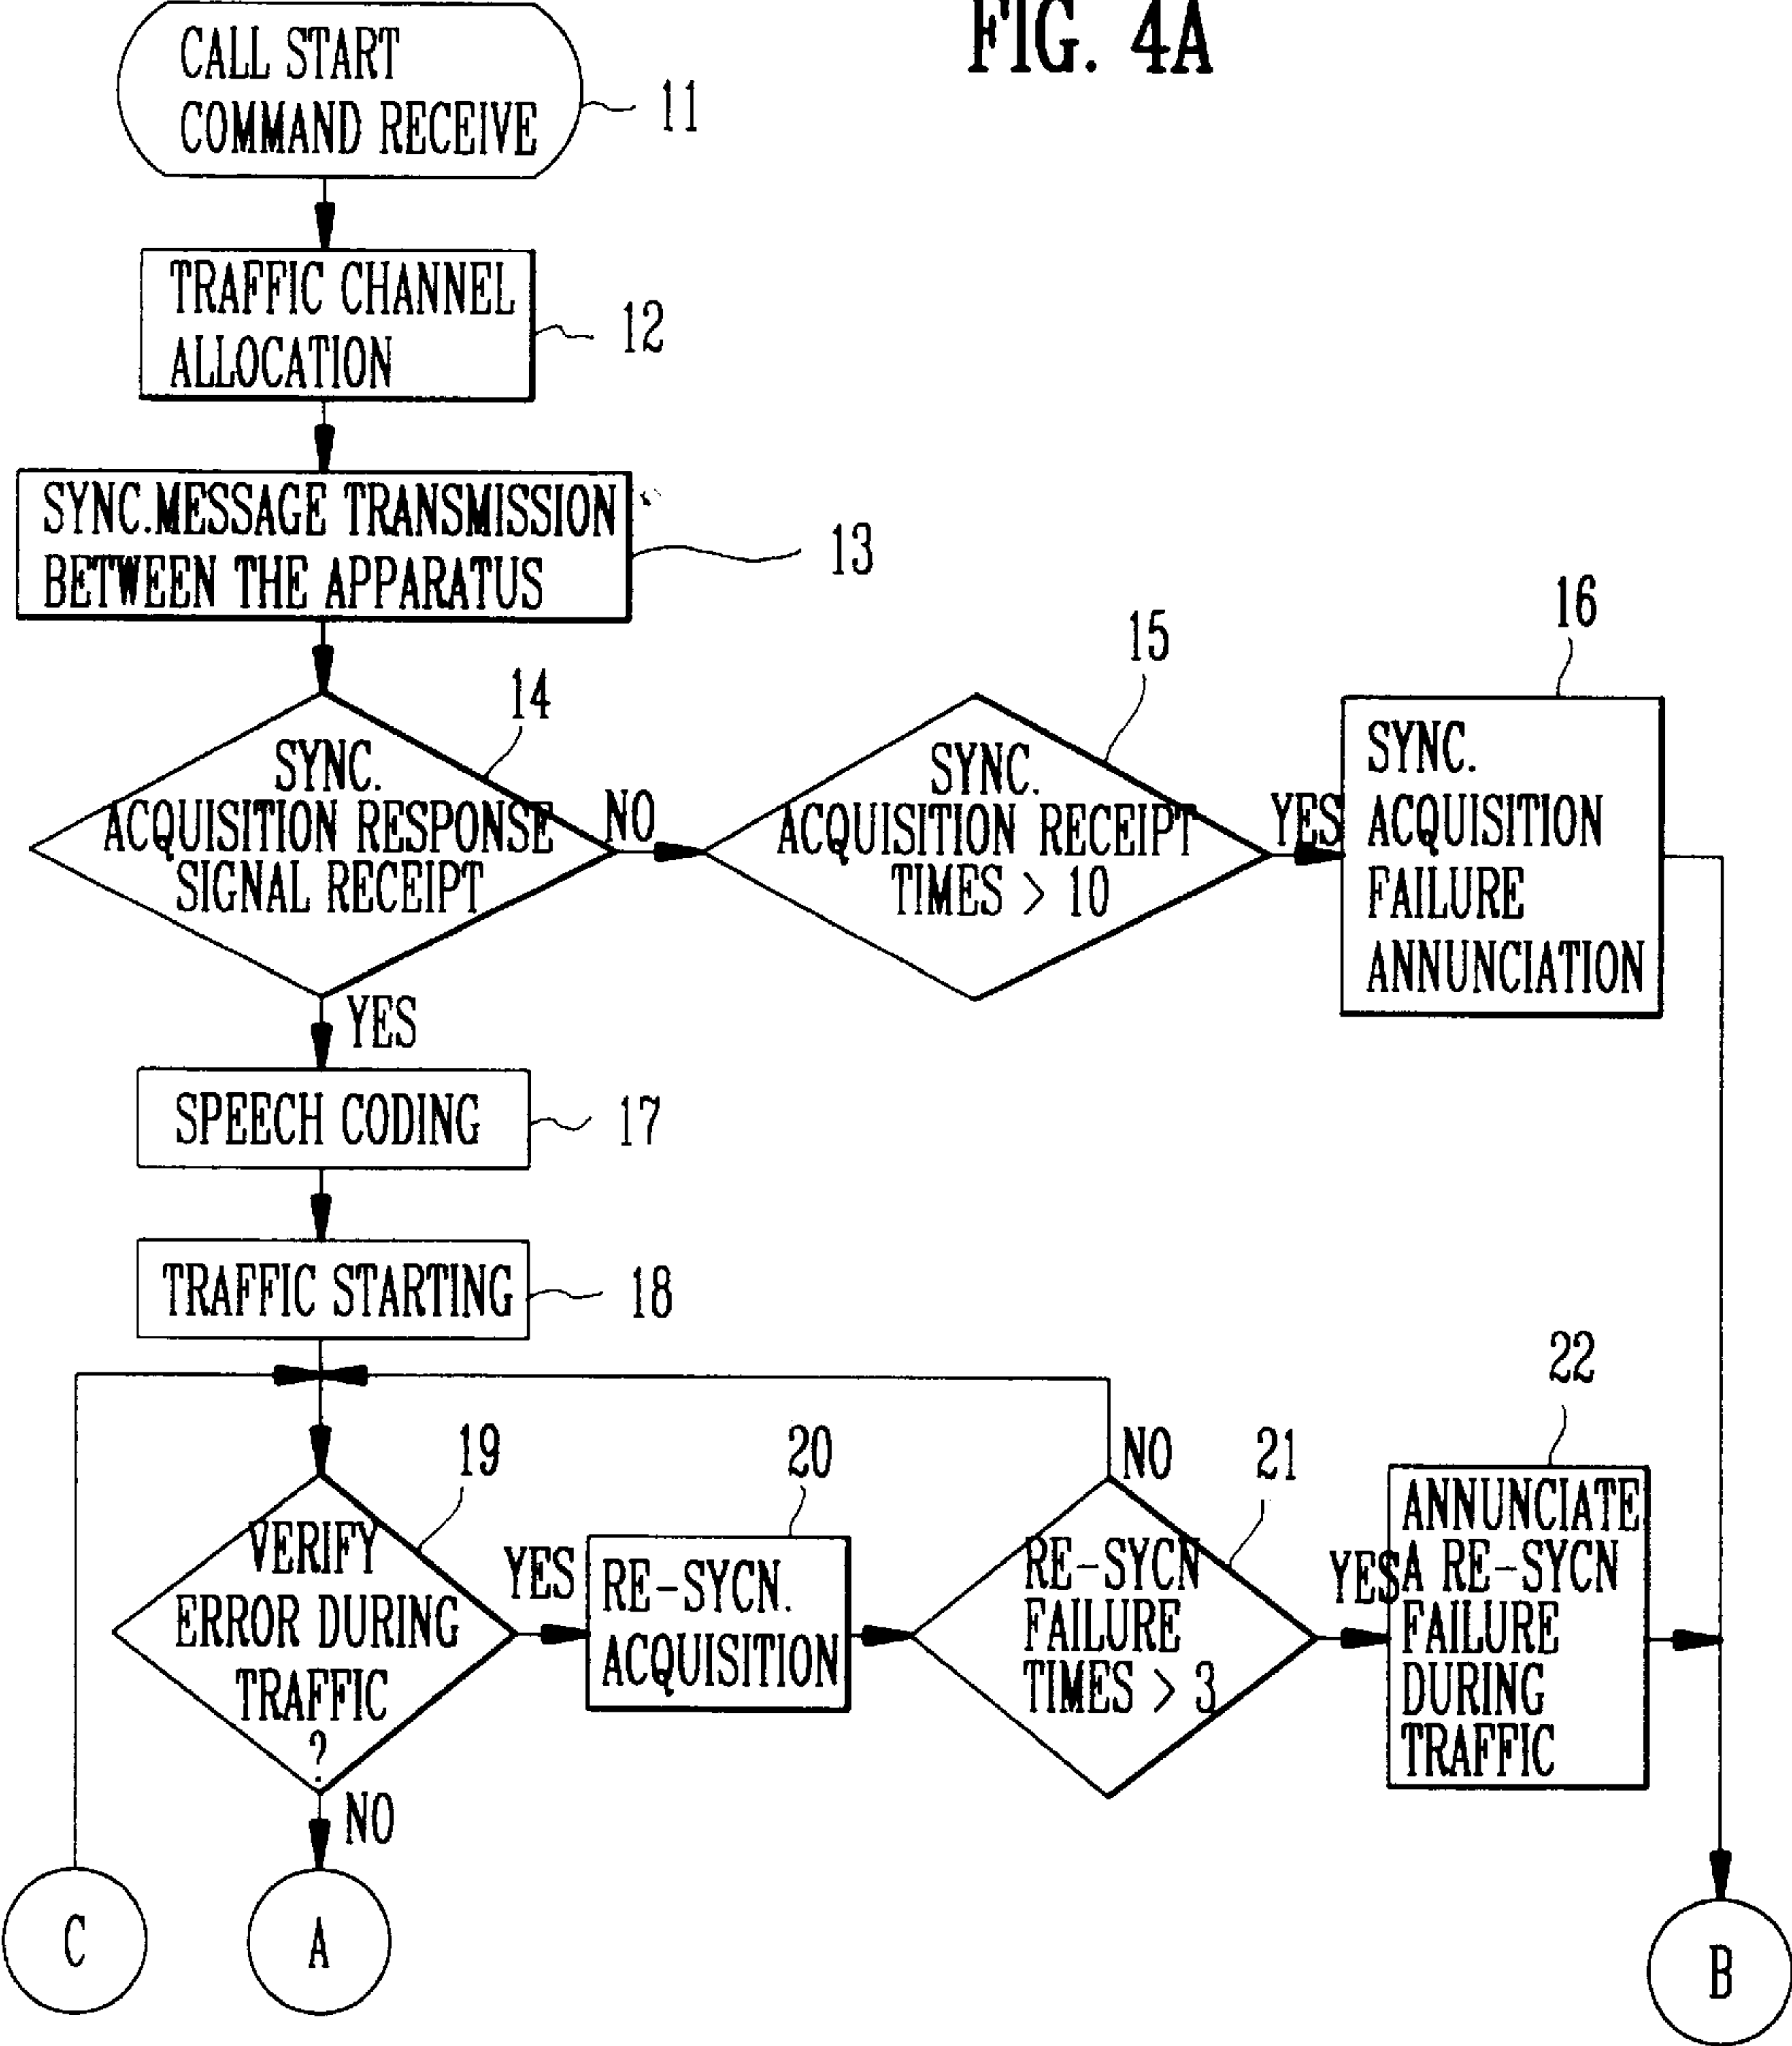 FIG. 4A
CALL START
COMMAND RECEIVE
11
TRAFFIC CHANNEL
ALLOCATION
12
SYNC.MESSAGE TRANSMISSION
BETWEEN THE APPARATUS
13
14
SYNC.
ACQUISITION RESPONSE
SIGNAL RECEIPT
NO
YES
15
SYNC.
ACQUISITION RECEIPT
TIMES > 10
YES
16
SYNC.
ACQUISITION
FAILURE
ANNUNCIATION
SPEECH CODING
17
TRAFFIC STARTING
18
19
VERIFY
ERROR DURING
TRAFFIC
?
YES
NO
20
RE-SYCN.
ACQUISITION
21
NO
RE-SYCN
FAILURE
TIMES > 3
YES
22
ANNUNCIATE
A RE-SYCN
FAILURE
DURING
TRAFFIC
C
A
B